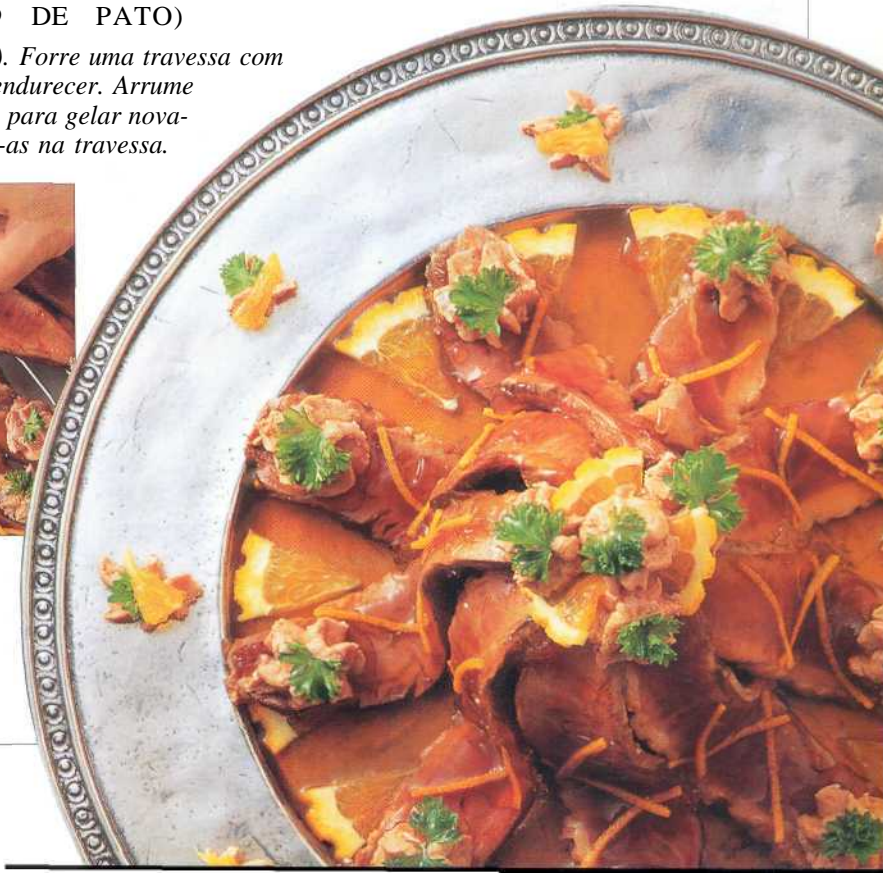 DE PATO)
). Forre uma travessa com
endurecer. Arrume
para gelar nova-
-as na travessa.